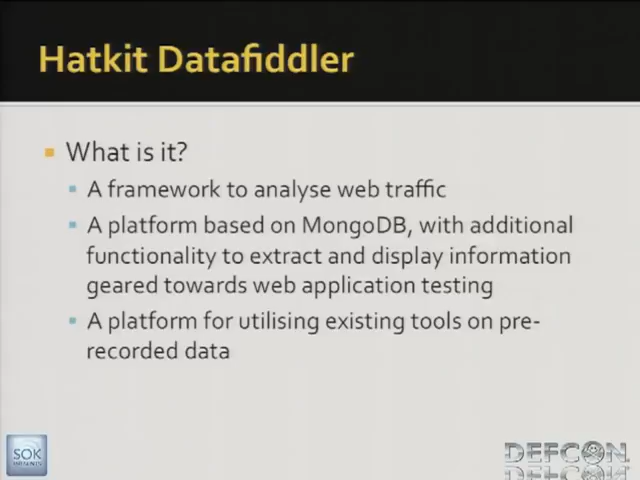 Hatkit Datafiddler
What is it?
A framework to analyse web traffic
A platform based on MongoDB, with additional
functionality to extract and display information
geared towards web application testing
A platform for utilising existing tools on pre-
recorded data
SOK
DEFCON